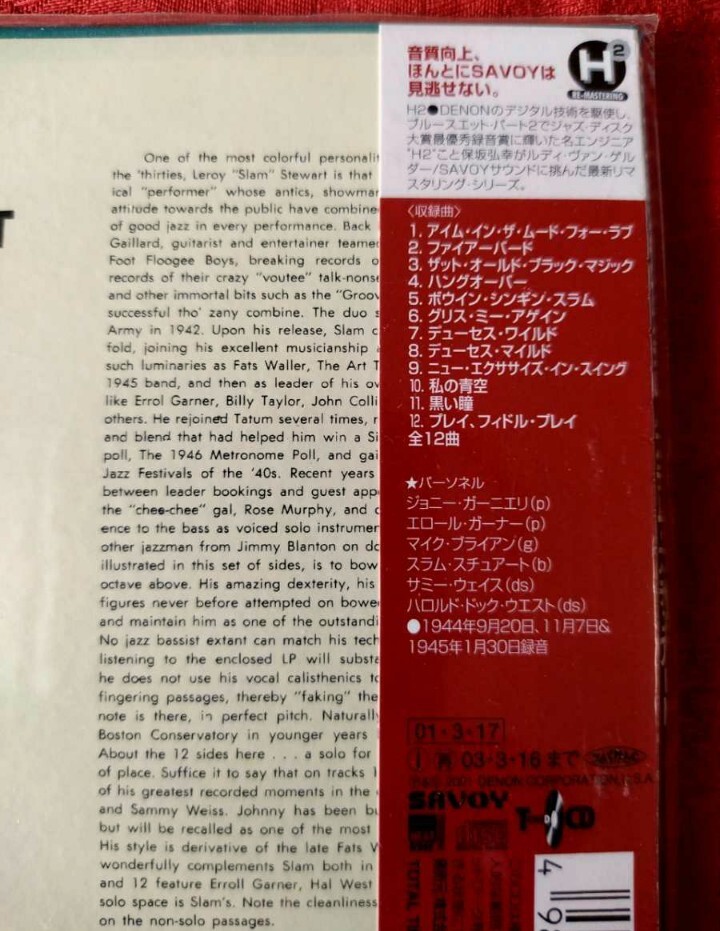 T
One of the most colorful personalit
the 'thirties, Leroy "Slam" Stewart is that
ical "performer" whose antics, showman
attitude towards the public have combine
of good jazz in every performance. Back
Gaillard, guitarist and entertainer teame
Foot Floogee Boys, breaking records o
records of their crazy "voutee" talk-nonse
and other immortal bits such as the "Groov
successful tho' zany combine. The duo s
Army in 1942. Upon his release, Slam c
fold, joining his excellent musicianship
such luminaries as Fats Waller, The Art T
1945 band, and then as leader of his ov
like Errol Garner, Billy Taylor, John Colli
others. He rejoined Tatum several times, r
and blend that had helped him win a Si
poll, The 1946 Metronome Poll, and gai
Jazz Festivals of the '40s. Recent years
between leader bookings and guest app
the "chee-chee" gal, Rose Murphy, and c
ence to the bass as voiced solo instrumen
other jazzman from Jimmy Blanton on do
illustrated in this set of sides, is to bow
octave above. His amazing dexterity, his
figures never before attempted on bowe
and maintain him as one of the outstandi
No jazz bassist extant can match his tech
listening to the enclosed LP will substa
he does not use his vocal calisthenics to
fingering passages, thereby "faking" the
note is there, in perfect pitch. Naturally
Boston Conservatory in younger years
About the 12 sides here . . . a solo for
of place. Suffice it to say that on tracks 1
of his greatest recorded moments in the
and Sammy Weiss. Johnny has been bu
but will be recalled as one of the most
His style is derivative of the late Fats W
wonderfully complements Slam both in
and 12 feature Erroll Garner, Hal West
solo space is Slam's. Note the cleanliness
on the non-solo passages.
音質向上、
ほんとにSAVOYは
見逃せない。
H2
RE-MASTERING
H2●DENONのデジタル技術を駆使し、
ブルースエット・パート2でジャズ・ディスク
大賞最優秀録音賞に輝いた名エンジニア
"H2"こと保坂弘幸がルディ・ヴァン・ゲル
ダー/SAVOYサウンドに挑んだ最新リマ
スタリング・シリーズ。
〈収録曲〉
1. アイム・イン・ザ・ムード・フォー・ラブ
2. ファイアーバード
3. ザット・オールド・ブラック・マジック
4. ハングオーバー
5. ボウイン・シンギン・スラム
6. グリス・ミー・アゲイン
7. デューセス・ワイルド
8. デューセス・マイルド
9. ニュー・エクササイズ・イン・スイング
10. 私の青空
11. 黒い瞳
12. プレイ、フィドル・プレイ
全12曲
★パーソネル
ジョニー・ガーニエリ(p)
エロール・ガーナー(p)
マイク・ブライアン(g)
スラム・スチュアート(b)
サミー・ウェイス(ds)
ハロルド・ドック・ウエスト(ds)
●1944年9月20日、11月7日&
1945年1月30日録音
01・3・17
再 03・3・16 まで
2001 DENON CORPORATION, U.S.A
SAVOY
TOTAL TI
4